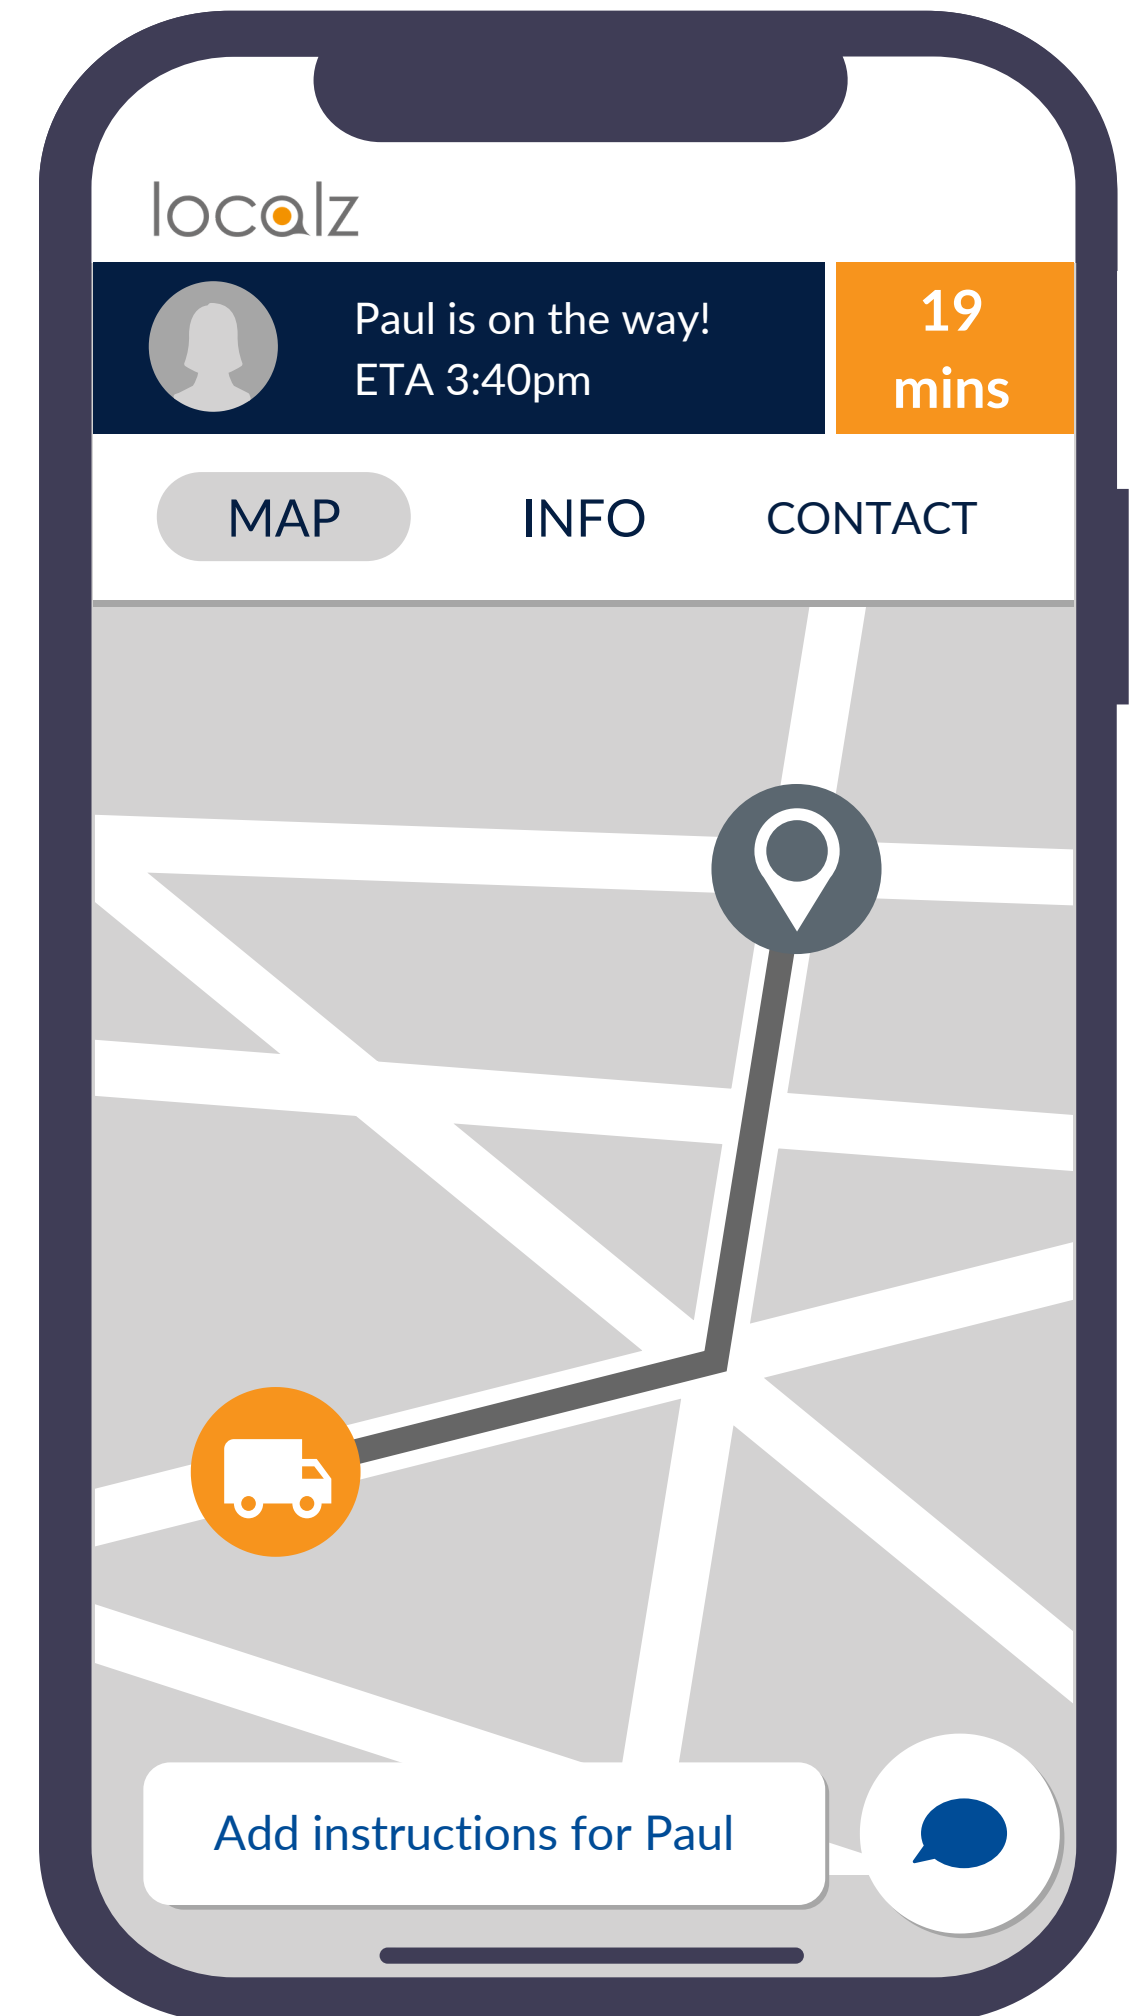 localz
Paul is on the way!
ETA 3:40pm
19
mins
MAP
INFO
CONTACT
Add instructions for Paul